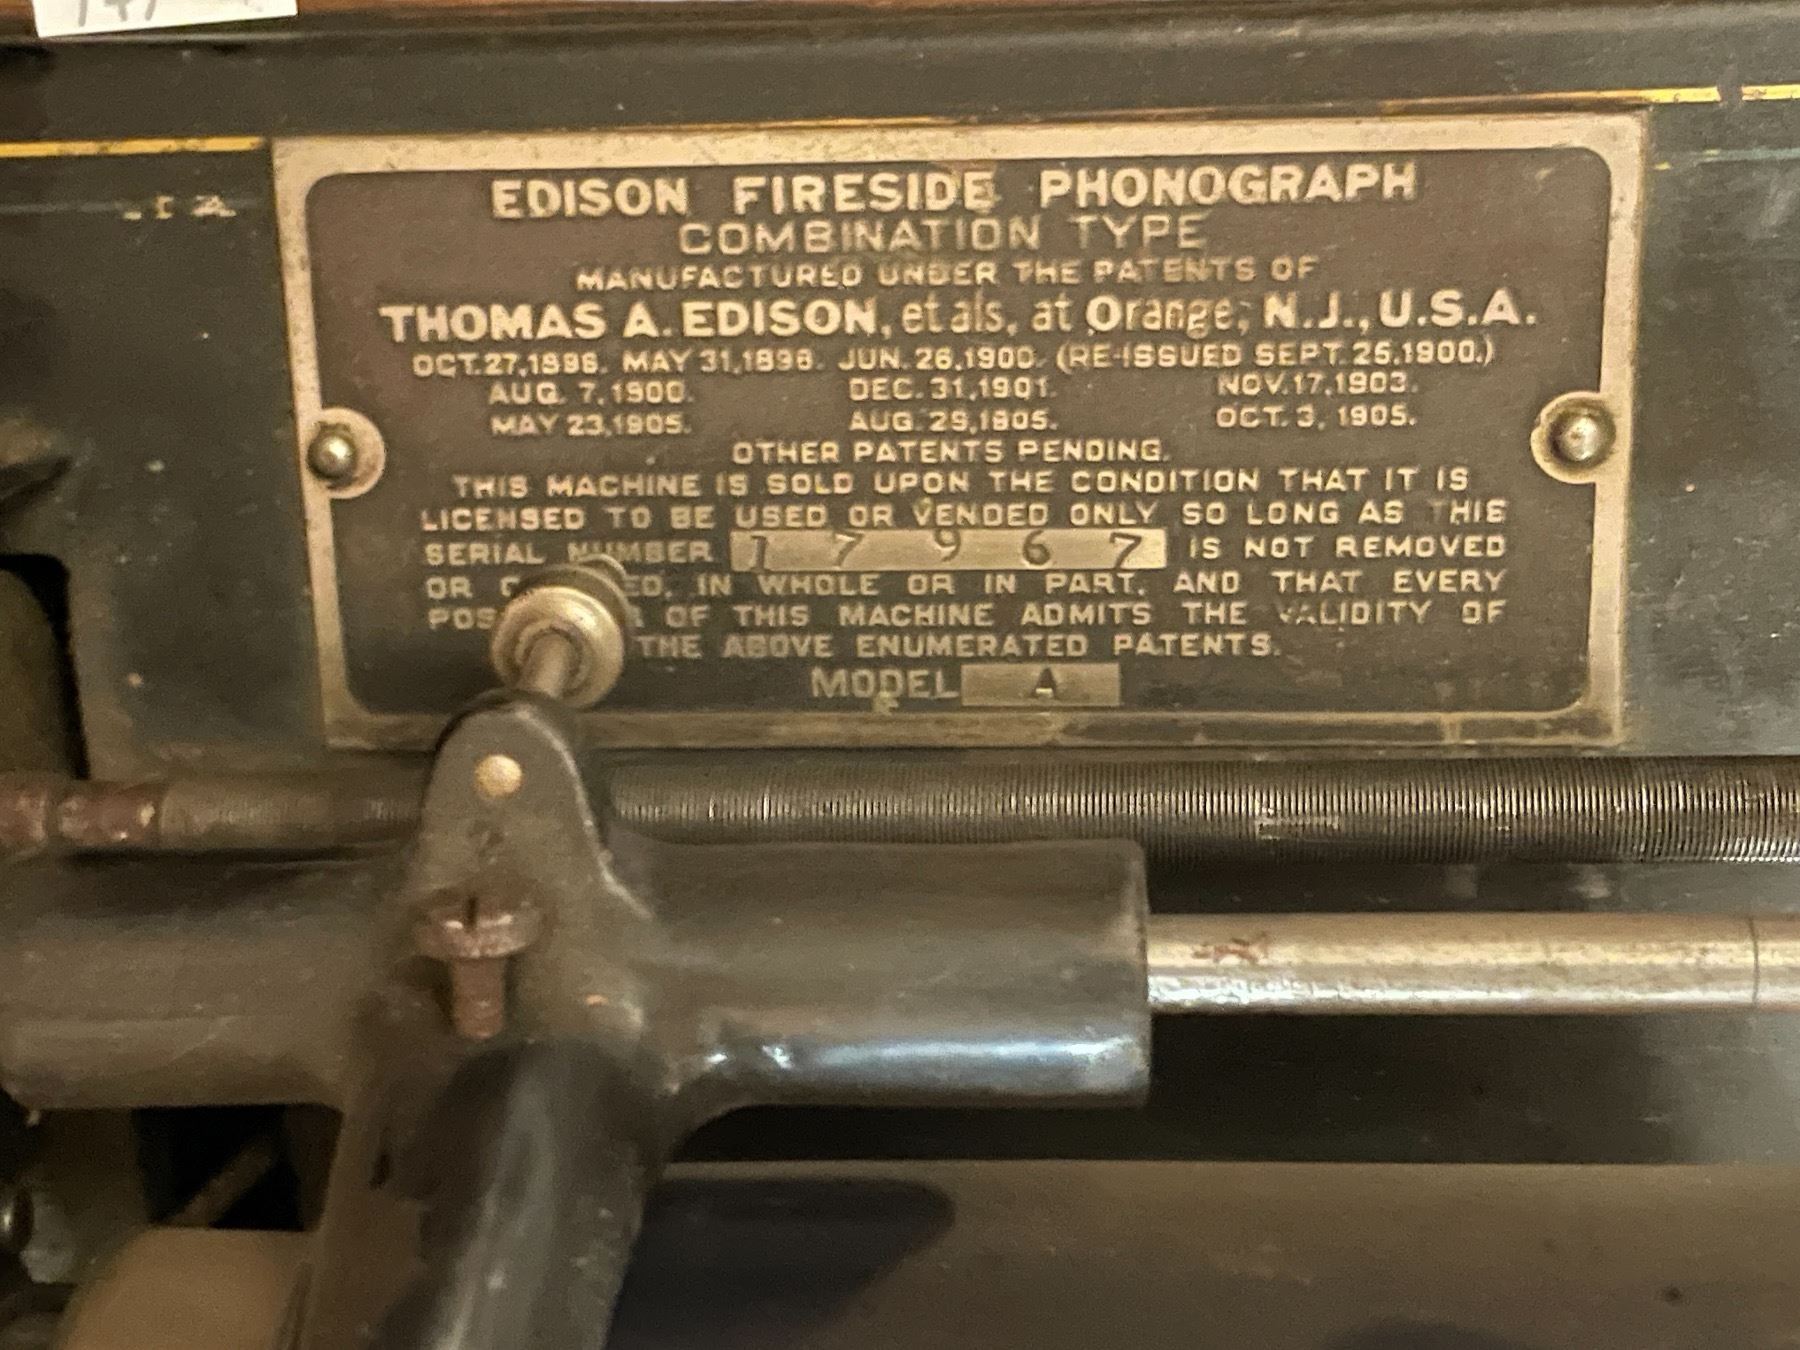 EDISON FIRESIDE PHONOGRAPH
COMBINATION TYPE
MANUFACTURED UNDER THE PATENTS OF
THOMAS A. EDISON, et als, at Orange, N.J., U.S.A.
OCT. 27, 1896. MAY 31, 1898. JUN. 26, 1900. (RE-ISSUED SEPT. 25, 1900.)
AUG. 7, 1900. DEC. 31, 1901. NOV. 17, 1903.
MAY 23, 1905. AUG. 29, 1905. OCT. 3, 1905.
OTHER PATENTS PENDING.
THIS MACHINE IS SOLD UPON THE CONDITION THAT IT IS
LICENSED TO BE USED OR VENDED ONLY SO LONG AS THIS
SERIAL NUMBER 17967 IS NOT REMOVED
OR IN WHOLE OR IN PART, AND THAT EVERY
OF THIS MACHINE ADMITS THE VALIDITY OF
THE ABOVE ENUMERATED PATENTS.
MODEL A